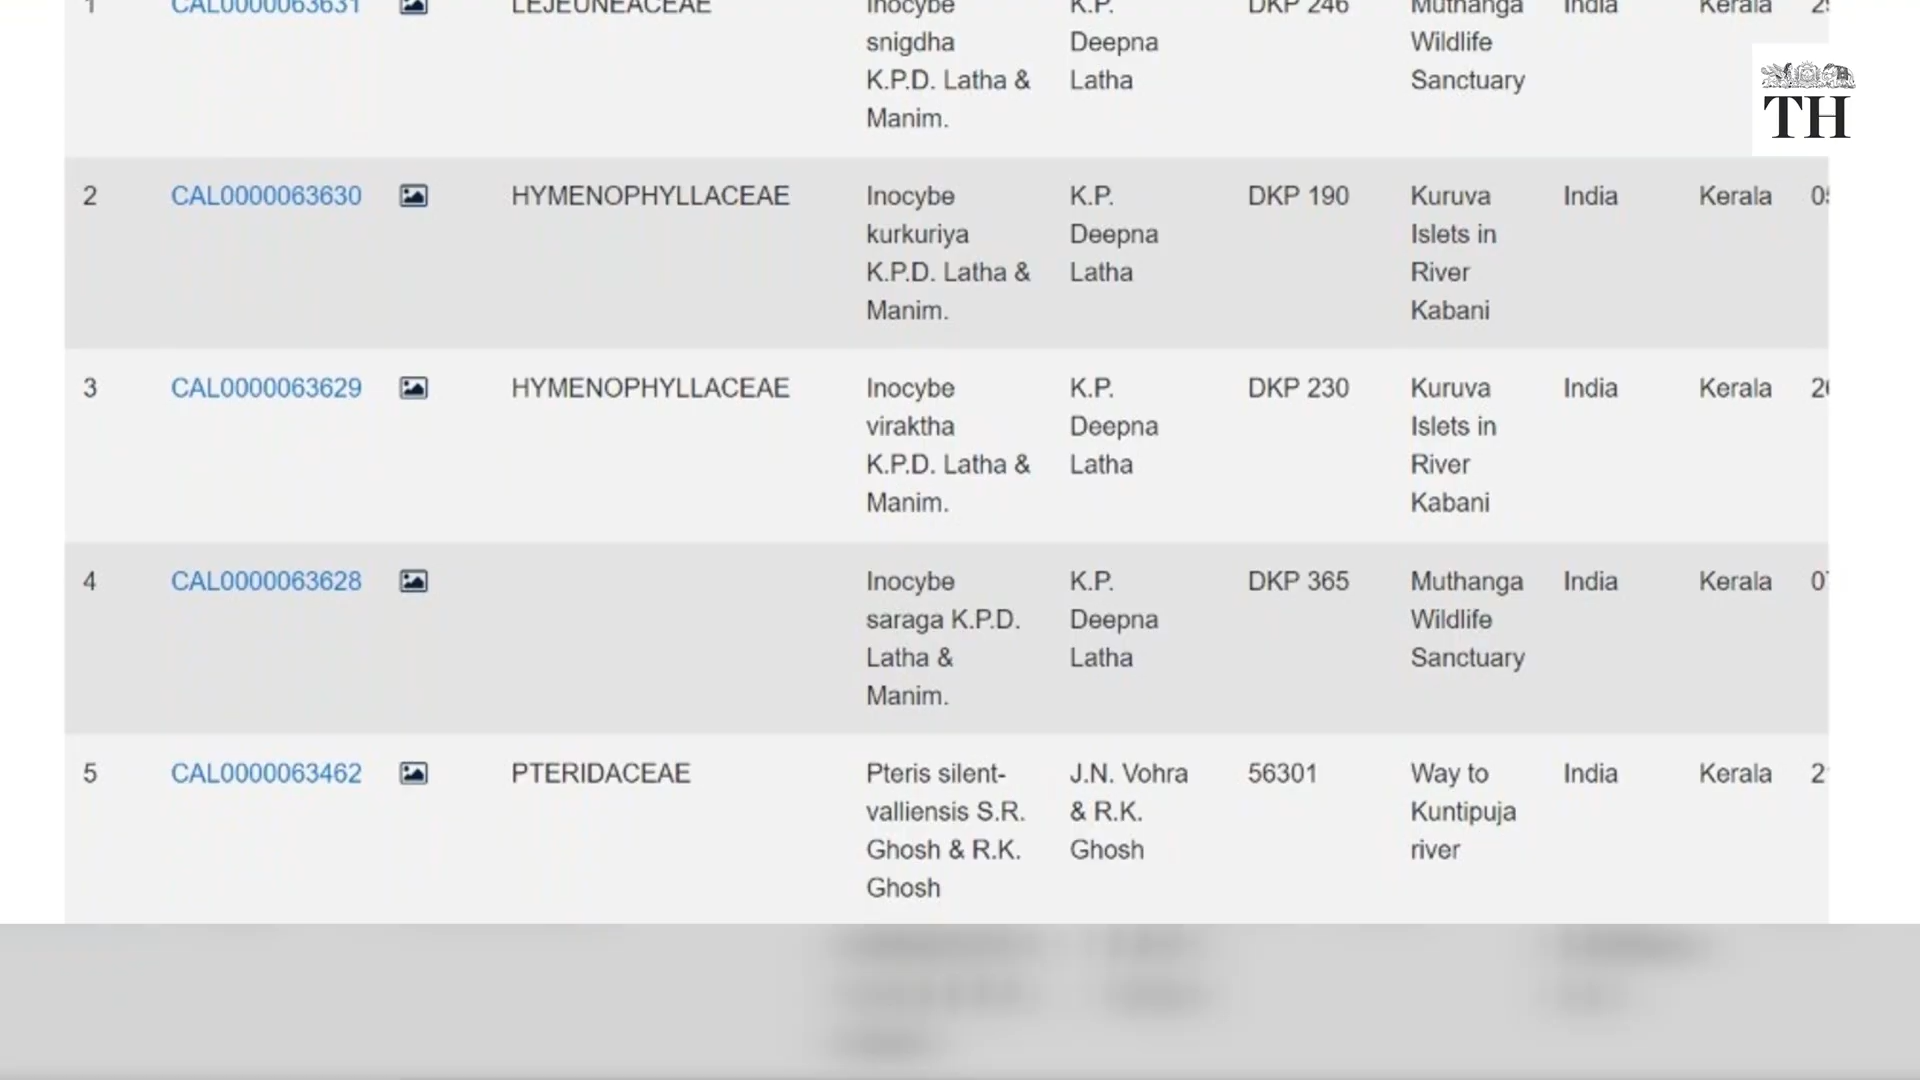 1 CAL0000063631 LEJEUNEACEAE Inocybe K.P. DKP 246 Muthanga India Kerala
snigdha Deepna Wildlife
K.P.D. Latha & Latha Sanctuary
Manim.
TH
2 CAL0000063630 HYMENOPHYLLACEAE Inocybe K.P. DKP 190 Kuruva India Kerala
kurkuriya Deepna Islets in
K.P.D. Latha & Latha River
Manim. Kabani
3 CAL0000063629 HYMENOPHYLLACEAE Inocybe K.P. DKP 230 Kuruva India Kerala
viraktha Deepna Islets in
K.P.D. Latha & Latha River
Manim. Kabani
4 CAL0000063628 Inocybe K.P. DKP 365 Muthanga India Kerala
saraga K.P.D. Deepna Wildlife
Latha & Latha Sanctuary
Manim.
5 CAL0000063462 PTERIDACEAE Pteris silent- J.N. Vohra 56301 Way to India Kerala
valliensis S.R. & R.K. Kuntipuja
Ghosh & R.K. Ghosh river
Ghosh